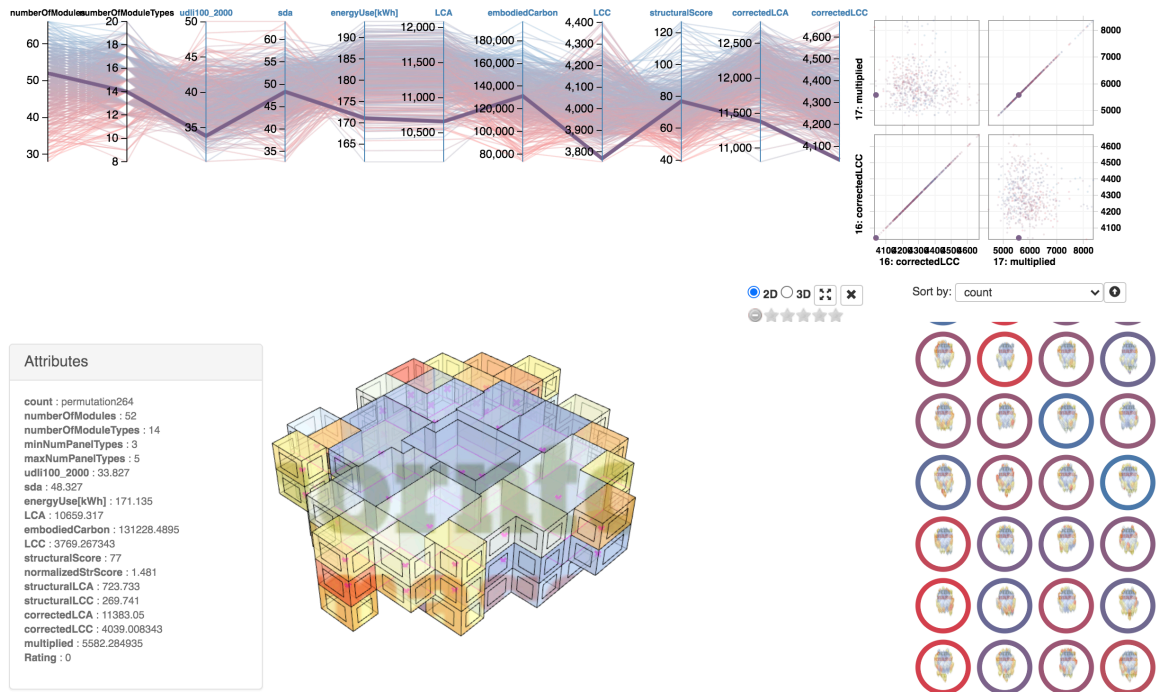 numberOfModules numberOfModuleTypes udli100_2000 sda energyUse[kWh] LCA embodiedCarbon LCC structuralScore correctedLCA correctedLCC
60 50 40 30
20 18 16 14 12 10 8
50 45 40 35
60 55 50 45 40 35
190 185 180 175 170 165
12,000 11,500 11,000 10,500
180,000 160,000 140,000 120,000 100,000 80,000
4,400 4,300 4,200 4,100 4,000 3,900 3,800
120 100 80 60 40
12,500 12,000 11,500 11,000
4,600 4,500 4,400 4,300 4,200 4,100
17: multiplied
8000
7000
6000
5000
16: correctedLCC
4600
4500
4400
4300
4200
4100
4100 4200 4300 4400 4500 4600 5000 6000 7000 8000
16: correctedLCC 17: multiplied
2D 3D
Sort by: count
Attributes
count : permutation264
numberOfModules : 52
numberOfModuleTypes : 14
minNumPanelTypes : 3
maxNumPanelTypes : 5
udli100_2000 : 33.827
sda : 48.327
energyUse[kWh] : 171.135
LCA : 10659.317
embodiedCarbon : 131228.4895
LCC : 3769.267343
structuralScore : 77
normalizedStrScore : 1.481
structuralLCA : 723.733
structuralLCC : 269.741
correctedLCA : 11383.05
correctedLCC : 4039.008343
multiplied : 5582.284935
Rating : 0